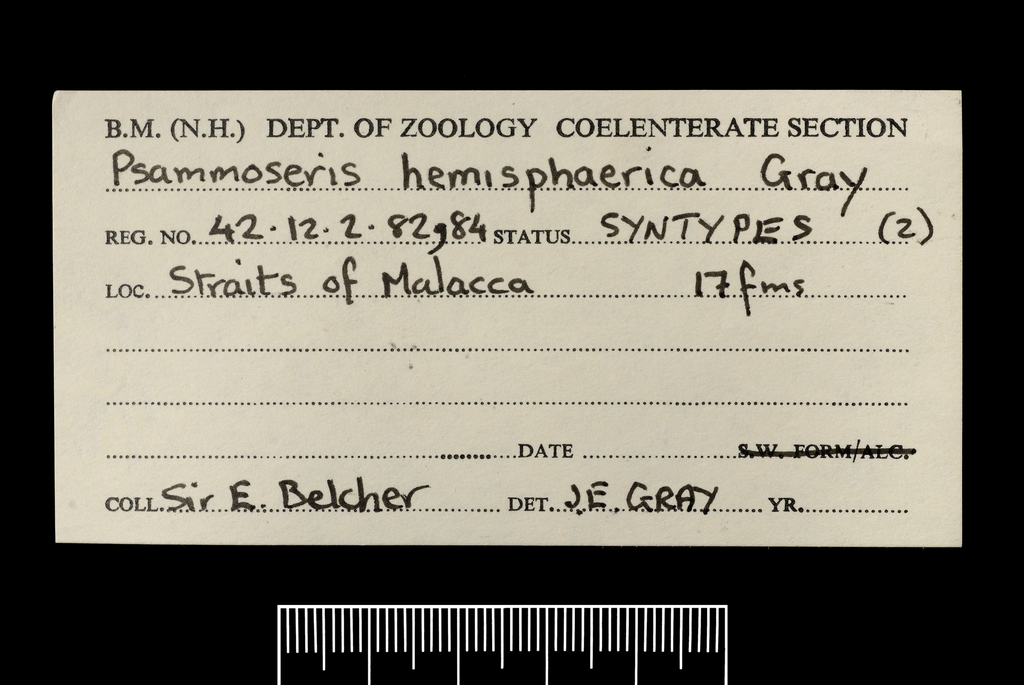 B.M. (N.H.) DEPT. OF ZOOLOGY COELENTERATE SECTION
Psammoseris hemisphaerica Gray
REG. NO. 42.12.2.82,84 STATUS SYNTYPES (2)
LOC. Straits of Malacca 17 fms
DATE S.W. FORM/ALC.
COLL. Sir E. Belcher DET. J.E. GRAY YR.